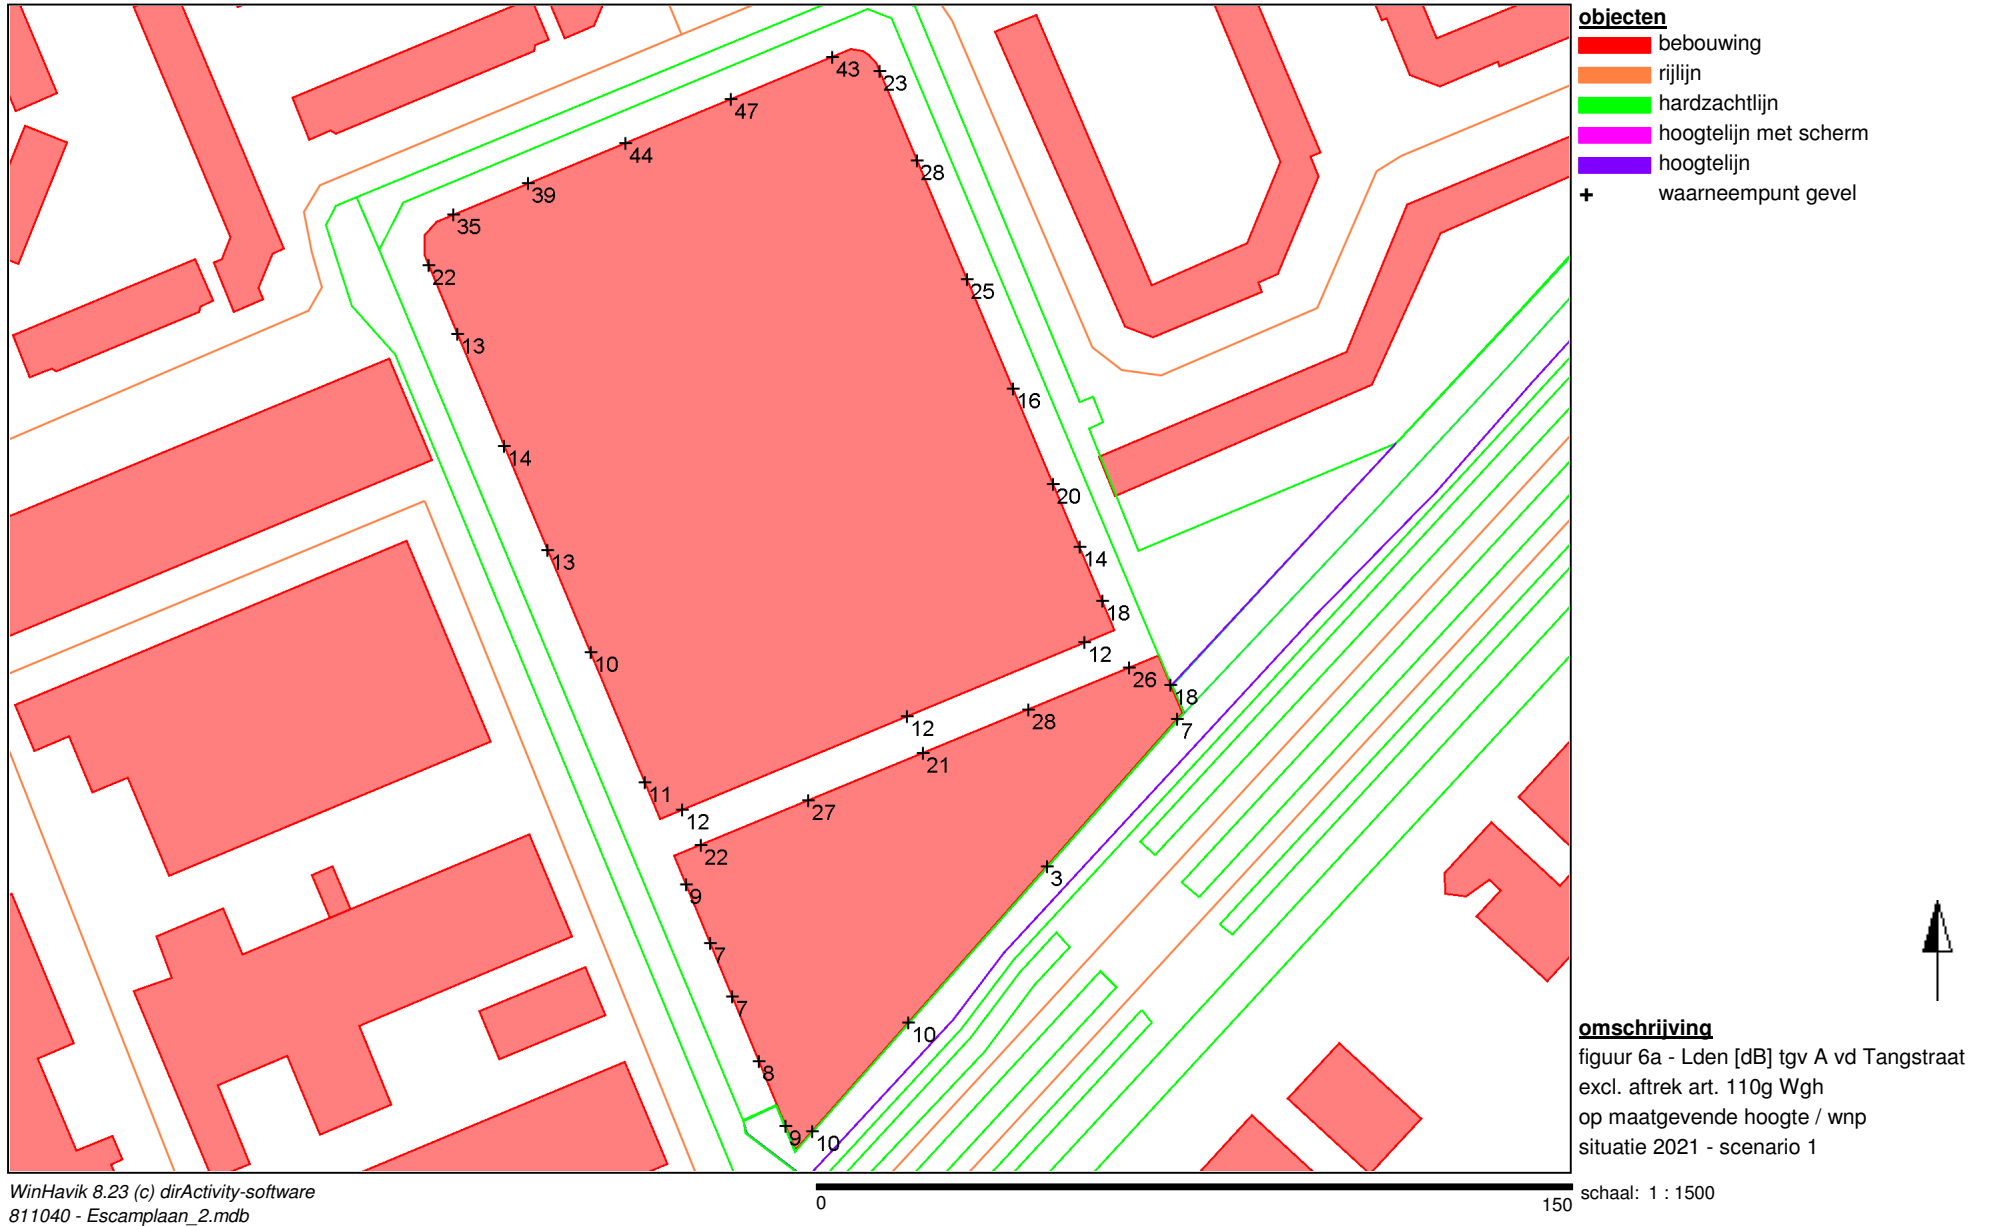 objecten
bebouwing
rijlijn
hardzachtlijn
hoogtelijn met scherm
hoogtelijn
waarneempunt gevel
43
23
47
44
28
39
35
22
25
13
16
14
20
13
14
18
10
12
26
18
12
28
7
21
11
27
12
22
3
9
7
7
10
8
9
10
omschrijving
figuur 6a - Lden [dB] tgv A vd Tangstraat
excl. aftrek art. 110g Wgh
op maatgevende hoogte / wnp
situatie 2021 - scenario 1
WinHavik 8.23 (c) dirActivity-software
811040 - Escamplaan_2.mdb
0
150
schaal: 1 : 1500